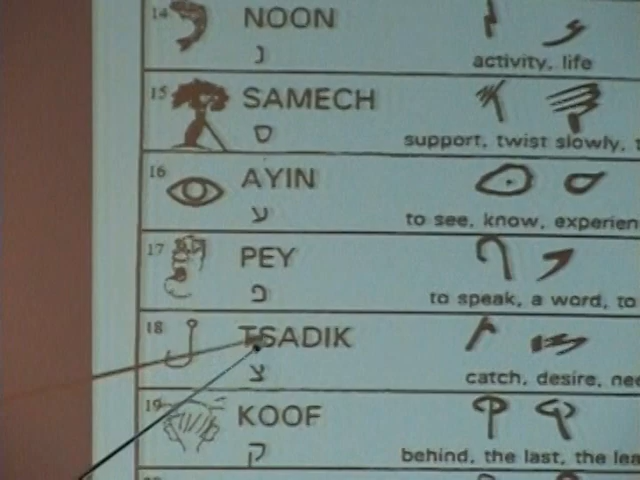 14 NOON
נ
activity, life
15 SAMECH
ס
support, twist slowly,
16 AYIN
ע
to see, know, experien
17 PEY
פ
to speak, a word, to
18 TSADIK
צ
catch, desire, nee
19 KOOF
ק
behind, the last, the lea